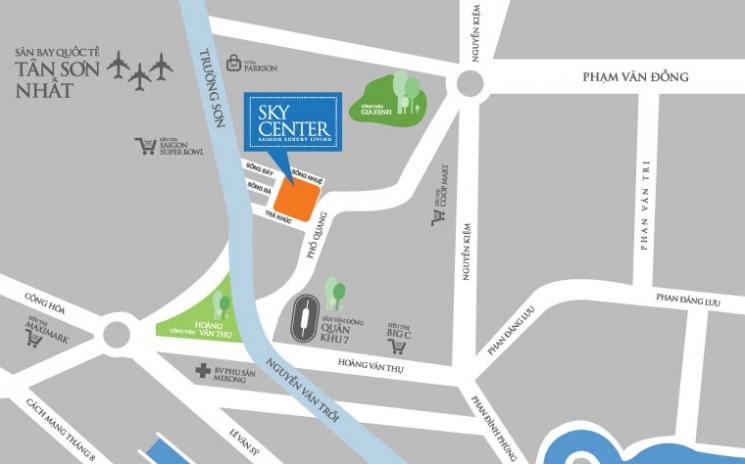 SÂN BAY QUỐC TẾ
TÂN SƠN
NHẤT
TRƯỜNG SƠN
TTTM
PARKSON
NGUYỄN KIỆM
PHẠM VĂN ĐỒNG
CÔNG VIÊN
GIA ĐỊNH
SKY
CENTER
SAIGON LUXURY LIVING
SIÊU THỊ
SAIGON
SUPER BOWL
SÔNG ĐÁY
SÔNG NHUỆ
SÔNG ĐÀ
TRÀ KHÚC
PHỔ QUANG
SIÊU THỊ
CO.OP MART
NGUYỄN KIỆM
PHAN VĂN TRỊ
PHAN ĐĂNG LƯU
PHAN ĐĂNG LƯU
CỘNG HÒA
SIÊU THỊ
MAXIMARK
CÔNG VIÊN
HOÀNG
VĂN THỤ
SÂN VẬN ĐỘNG
QUÂN
KHU 7
SIÊU THỊ
BIG C
HOÀNG VĂN THỤ
BV PHỤ SẢN
MEKONG
NGUYỄN VĂN TRỖI
CÁCH MẠNG THÁNG 8
LÊ VĂN SỸ
PHAN ĐÌNH PHÙNG